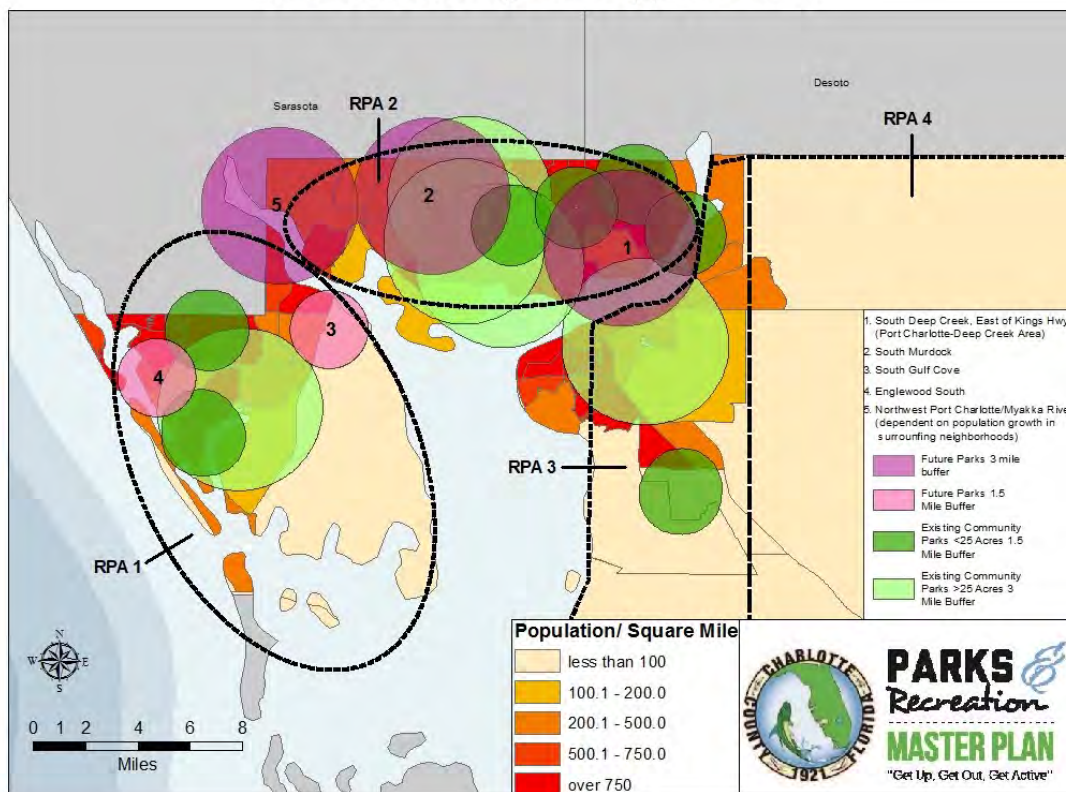 Desoto
Sarasota
RPA 2
RPA 4
2
5
1
3
4
RPA 3
RPA 1
1. South Deep Creek, East of Kings Hwy
(Port Charlotte-Deep Creek Area)
2. South Murdock
3. South Gulf Cove
4. Englewood South
5. Northwest Port Charlotte/Myakka Rive
(dependent on population growth in
surrounfing neighborhoods)
Future Parks 3 mile
buffer
Future Parks 1.5
Mile Buffer
Existing Community
Parks <25 Acres 1.5
Mile Buffer
Existing Community
Parks >25 Acres 3
Mile Buffer
N
W E
S
0 1 2 4 6 8
Miles
Population/ Square Mile
less than 100
100.1 - 200.0
200.1 - 500.0
500.1 - 750.0
over 750
CHARLOTTE
COUNTY
FLORIDA
1921
PARKS &
Recreation
MASTER PLAN
"Get Up, Get Out, Get Active"